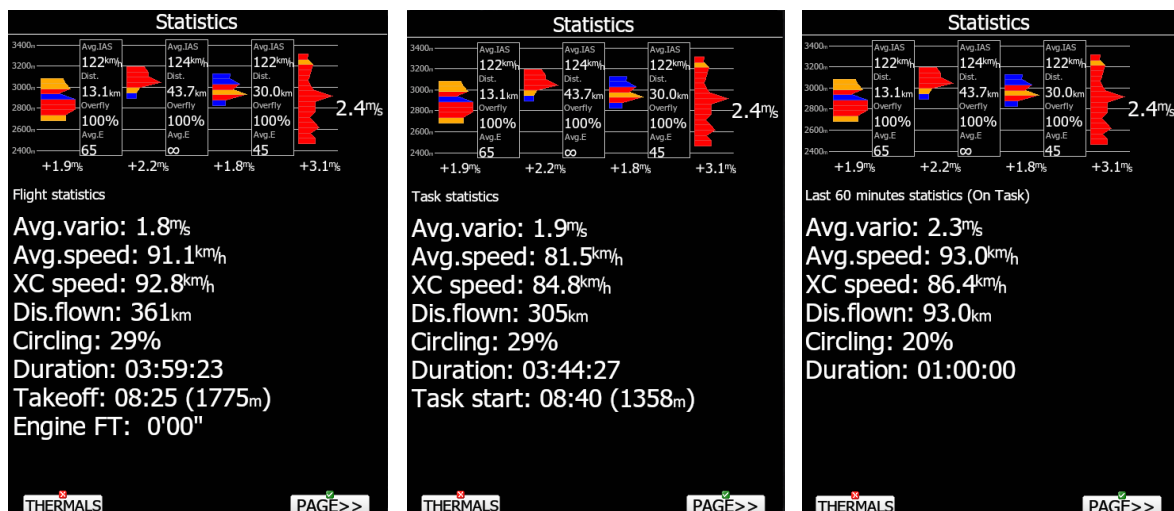 Statistics
3400m
3200m
3000m
2600m
2400m
Avg.IAS
122km/h
Dist.
13.1km
Overfly
100%
Avg.E
65
Avg.IAS
124km/h
Dist.
43.7km
Overfly
100%
Avg.E
∞
Avg.IAS
122km/h
Dist.
30.0km
Overfly
100%
Avg.E
45
2.4m/s
+1.9m/s +2.2m/s +1.8m/s +3.1m/s
Flight statistics
Avg.vario: 1.8m/s
Avg.speed: 91.1km/h
XC speed: 92.8km/h
Dis.flown: 361km
Circling: 29%
Duration: 03:59:23
Takeoff: 08:25 (1775m)
Engine FT: 0'00"
THERMALS PAGE>>
Statistics
3400m
3200m
3000m
2600m
2400m
Avg.IAS
122km/h
Dist.
13.1km
Overfly
100%
Avg.E
65
Avg.IAS
124km/h
Dist.
43.7km
Overfly
100%
Avg.E
∞
Avg.IAS
122km/h
Dist.
30.0km
Overfly
100%
Avg.E
45
2.4m/s
+1.9m/s +2.2m/s +1.8m/s +3.1m/s
Task statistics
Avg.vario: 1.9m/s
Avg.speed: 81.5km/h
XC speed: 84.8km/h
Dis.flown: 305km
Circling: 29%
Duration: 03:44:27
Task start: 08:40 (1358m)
THERMALS PAGE>>
Statistics
3400m
3200m
3000m
2600m
2400m
Avg.IAS
122km/h
Dist.
13.1km
Overfly
100%
Avg.E
65
Avg.IAS
124km/h
Dist.
43.7km
Overfly
100%
Avg.E
∞
Avg.IAS
122km/h
Dist.
30.0km
Overfly
100%
Avg.E
45
2.4m/s
+1.9m/s +2.2m/s +1.8m/s +3.1m/s
Last 60 minutes statistics (On Task)
Avg.vario: 2.3m/s
Avg.speed: 93.0km/h
XC speed: 86.4km/h
Dis.flown: 93.0km
Circling: 20%
Duration: 01:00:00
THERMALS PAGE>>